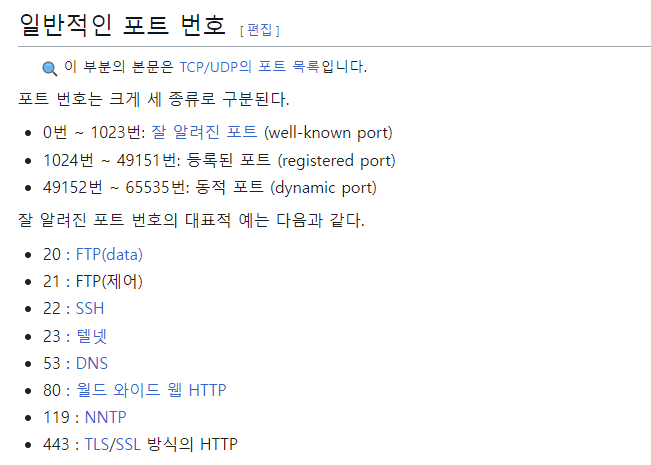 일반적인 포트 번호 [ 편집 ]
이 부분의 본문은 TCP/UDP의 포트 목록입니다.
포트 번호는 크게 세 종류로 구분된다.
• 0번 ~ 1023번: 잘 알려진 포트 (well-known port)
• 1024번 ~ 49151번: 등록된 포트 (registered port)
• 49152번 ~ 65535번: 동적 포트 (dynamic port)
잘 알려진 포트 번호의 대표적 예는 다음과 같다.
• 20 : FTP(data)
• 21 : FTP(제어)
• 22 : SSH
• 23 : 텔넷
• 53 : DNS
• 80 : 월드 와이드 웹 HTTP
• 119 : NNTP
• 443 : TLS/SSL 방식의 HTTP